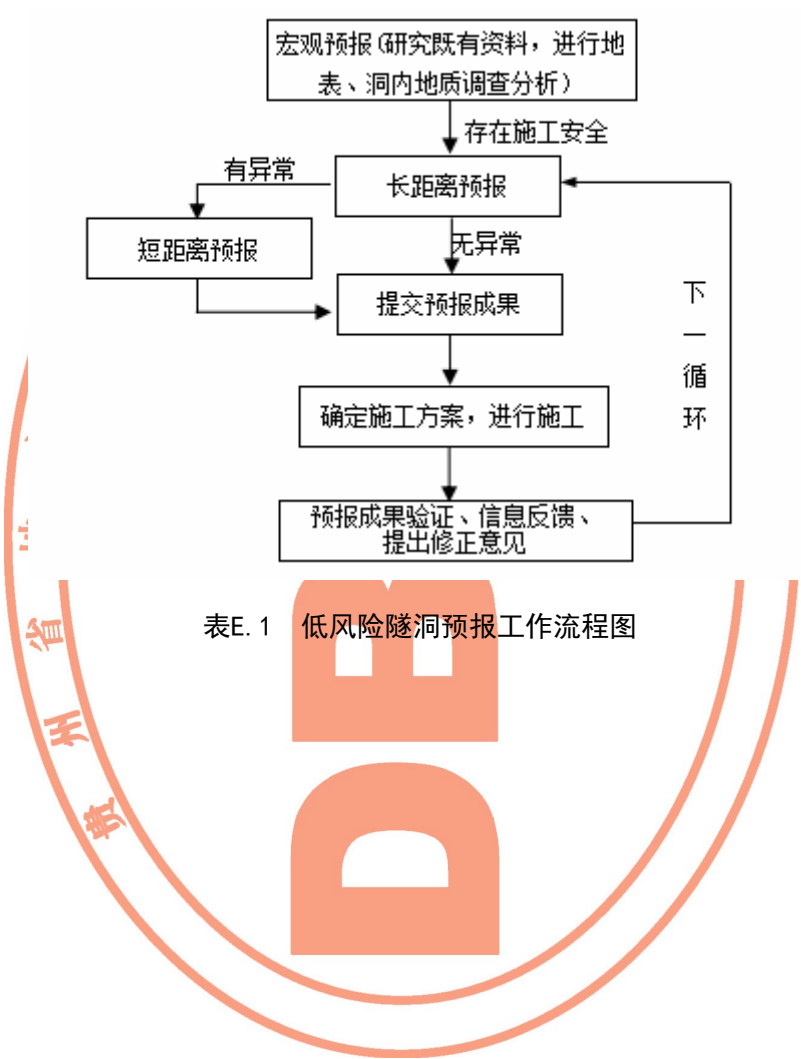 宏观预报(研究既有资料，进行地
表、洞内地质调查分析)
存在施工安全
有异常
长距离预报
短距离预报
无异常
提交预报成果
下
一
循
环
确定施工方案，进行施工
预报成果验证、信息反馈、
提出修正意见
表E.1 低风险隧洞预报工作流程图
DB
贵州省